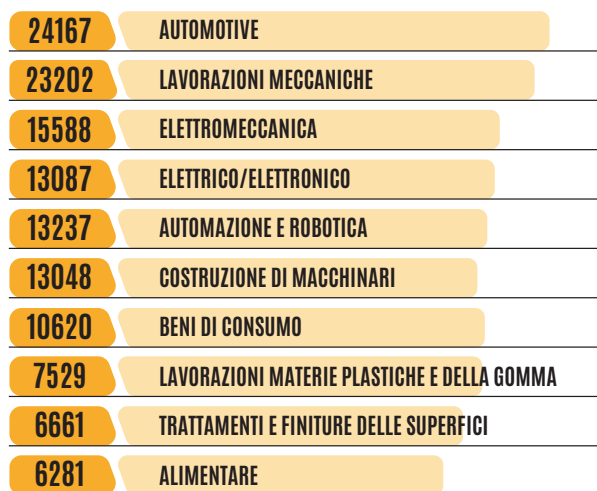 24167 AUTOMOTIVE
23202 LAVORAZIONI MECCANICHE
15588 ELETTROMECCANICA
13087 ELETTRICO/ELETTRONICO
13237 AUTOMAZIONE E ROBOTICA
13048 COSTRUZIONE DI MACCHINARI
10620 BENI DI CONSUMO
7529 LAVORAZIONI MATERIE PLASTICHE E DELLA GOMMA
6661 TRATTAMENTI E FINITURE DELLE SUPERFICI
6281 ALIMENTARE